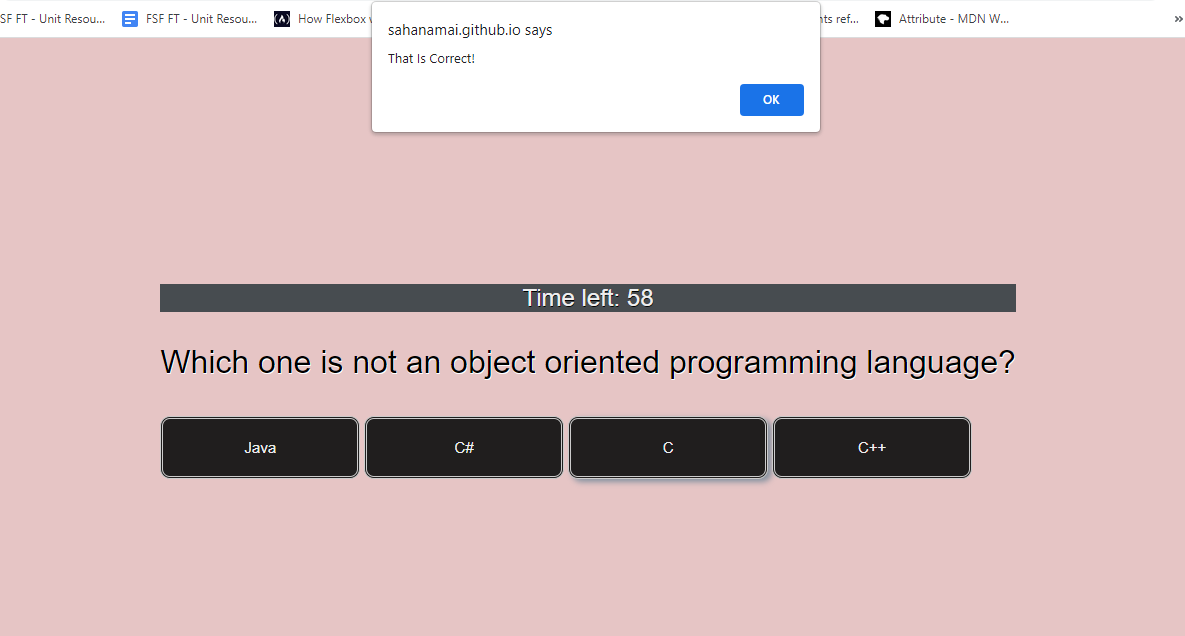 SF FT - Unit Resou...
FSF FT - Unit Resou...
How Flexbox
nts ref...
Attribute - MDN W...
»
sahanamai.github.io says
That Is Correct!
OK
Time left: 58
Which one is not an object oriented programming language?
Java
C#
C
C++